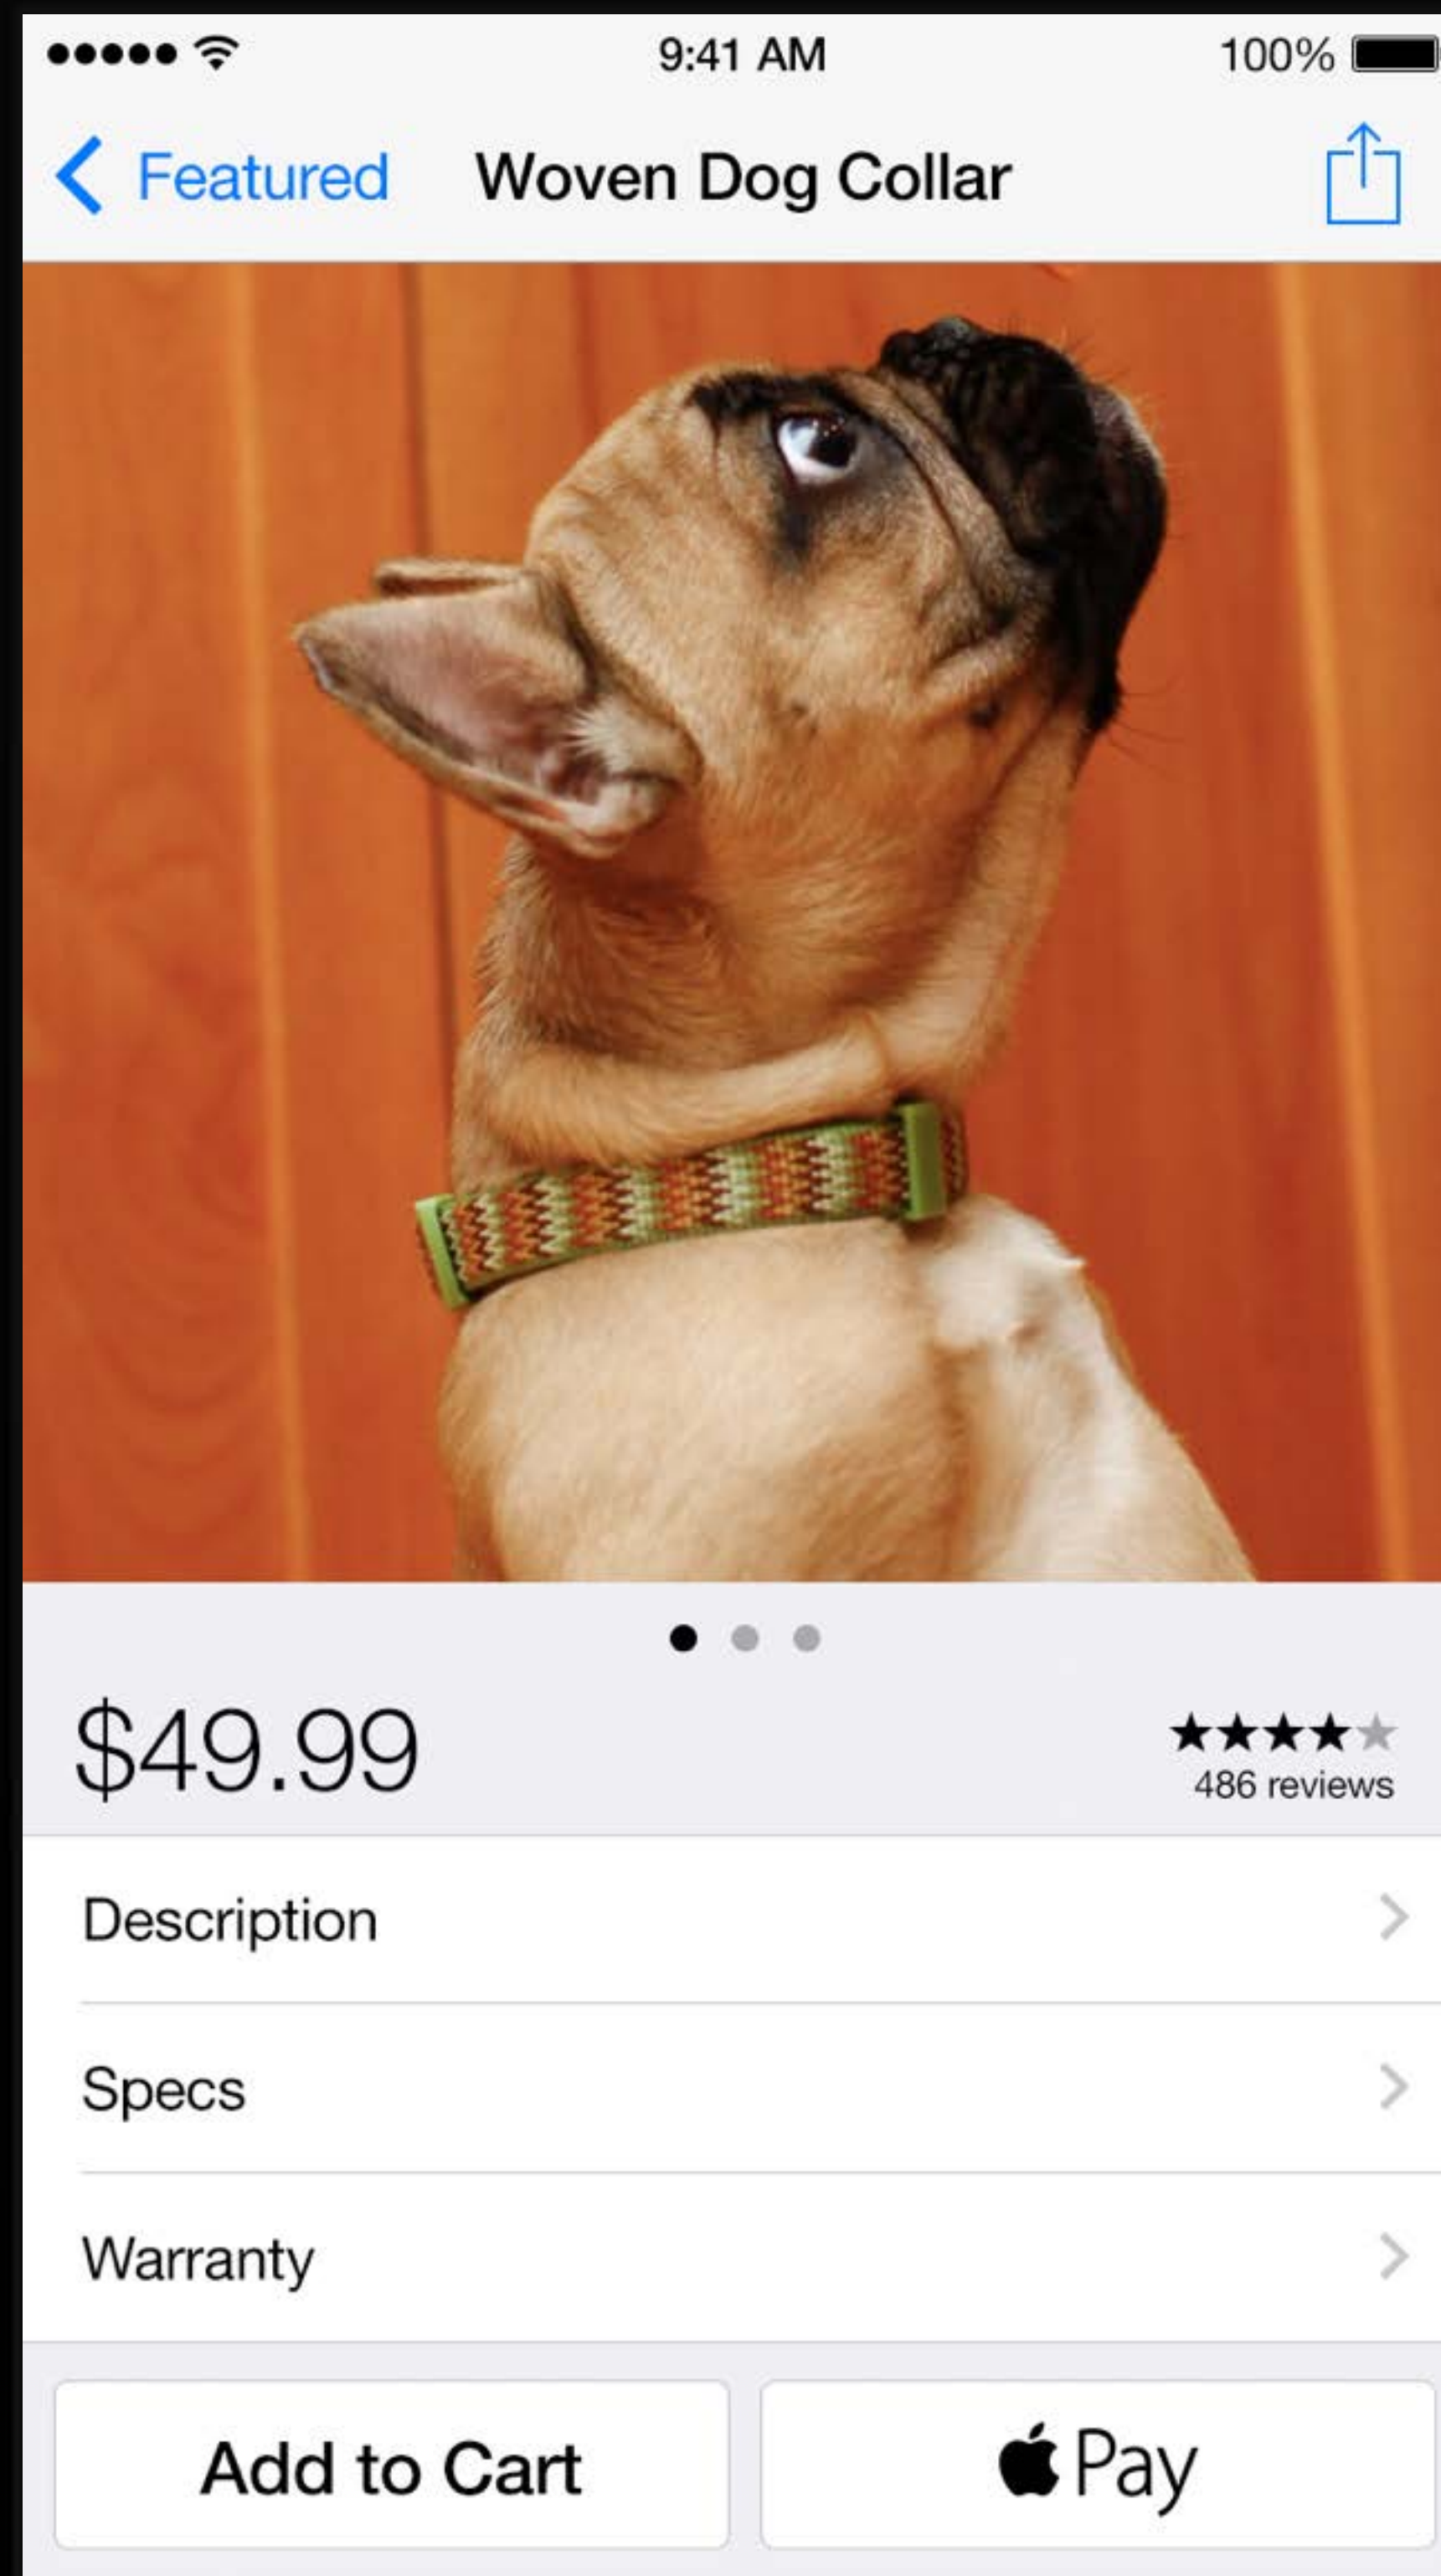 9:41 AM 100%
Featured Woven Dog Collar
$49.99
486 reviews
Description
Specs
Warranty
Add to Cart Pay